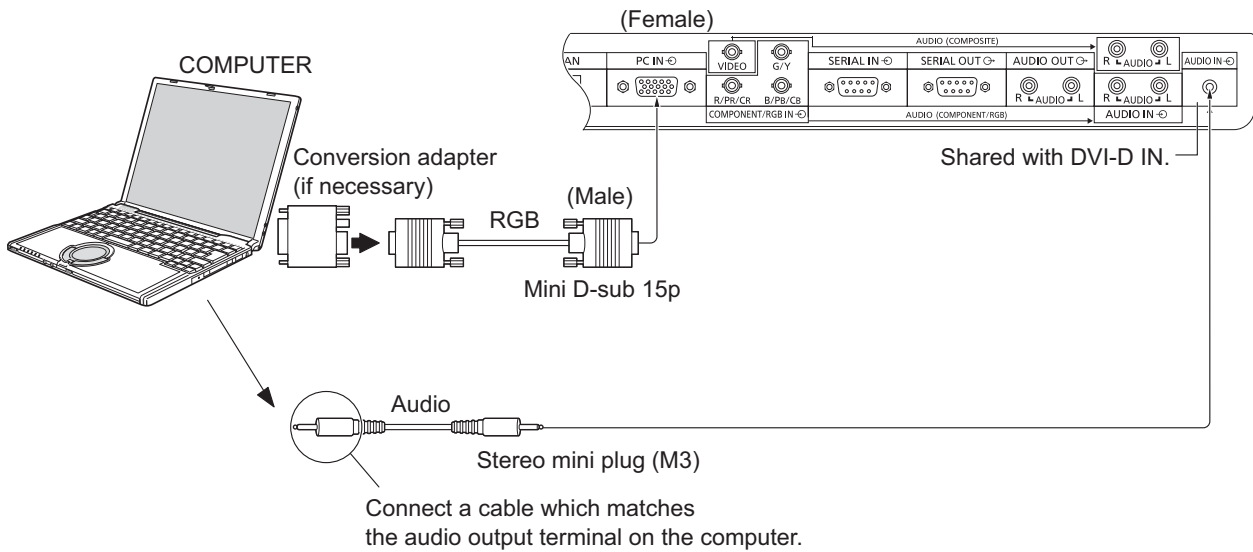 (Female)
COMPUTER
AUDIO (COMPOSITE)
AN
PC IN
VIDEO
G/Y
SERIAL IN
SERIAL OUT
AUDIO OUT
R AUDIO L
AUDIO IN
R/PR/CR
B/PB/CB
R AUDIO L
R AUDIO L
COMPONENT/RGB IN
AUDIO (COMPONENT/RGB)
AUDIO IN
Shared with DVI-D IN.
Conversion adapter
(if necessary)
(Male)
RGB
Mini D-sub 15p
Audio
Stereo mini plug (M3)
Connect a cable which matches
the audio output terminal on the computer.